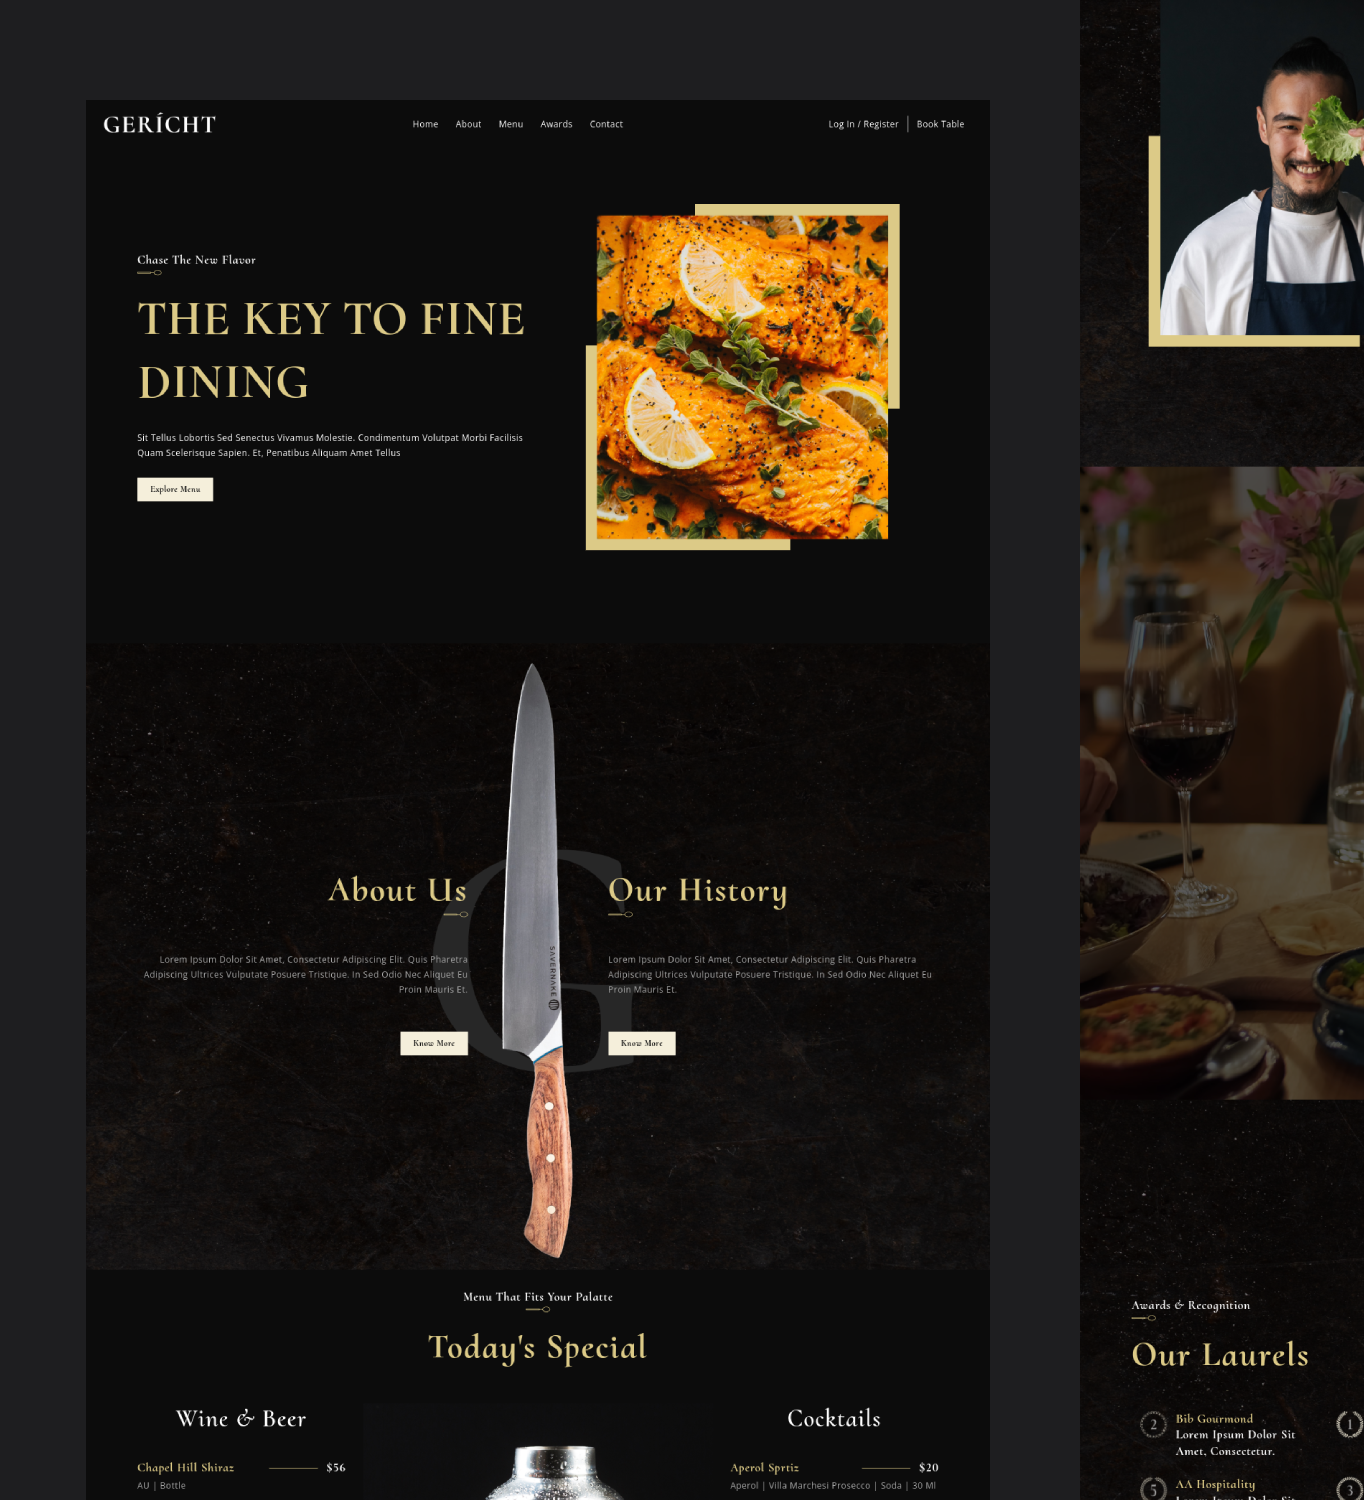 GERÍCHT
Home About Menu Awards Contact
Log In / Register Book Table
Chase The New Flavor
THE KEY TO FINE
DINING
Sit Tellus Lobortis Sed Senectus Vivamus Molestie. Condimentum Volutpat Morbi Facilisis
Quam Scelerisque Sapien. Et, Penatibus Aliquam Amet Tellus
Explore Menu
About Us
Lorem Ipsum Dolor Sit Amet, Consectetur Adipiscing Elit. Quis Pharetra
Adipiscing Ultrices Vulputate Posuere Tristique. In Sed Odio Nec Aliquet Eu
Proin Mauris Et.
Know More
G
SAVERNAKE
Our History
Lorem Ipsum Dolor Sit Amet, Consectetur Adipiscing Elit. Quis Pharetra
Adipiscing Ultrices Vulputate Posuere Tristique. In Sed Odio Nec Aliquet Eu
Proin Mauris Et.
Know More
Menu That Fits Your Palatte
Today's Special
Wine & Beer
Chapel Hill Shiraz $56
AU | Bottle
Cocktails
Aperol Sprtiz $20
Aperol | Villa Marchesi Prosecco | Soda | 30 Ml
Awards & Recognition
Our Laurels
2
Bib Gourmond
Lorem Ipsum Dolor Sit
Amet, Consectetur.
1
5
AA Hospitality
Lorem Ipsum Dolor Sit
3